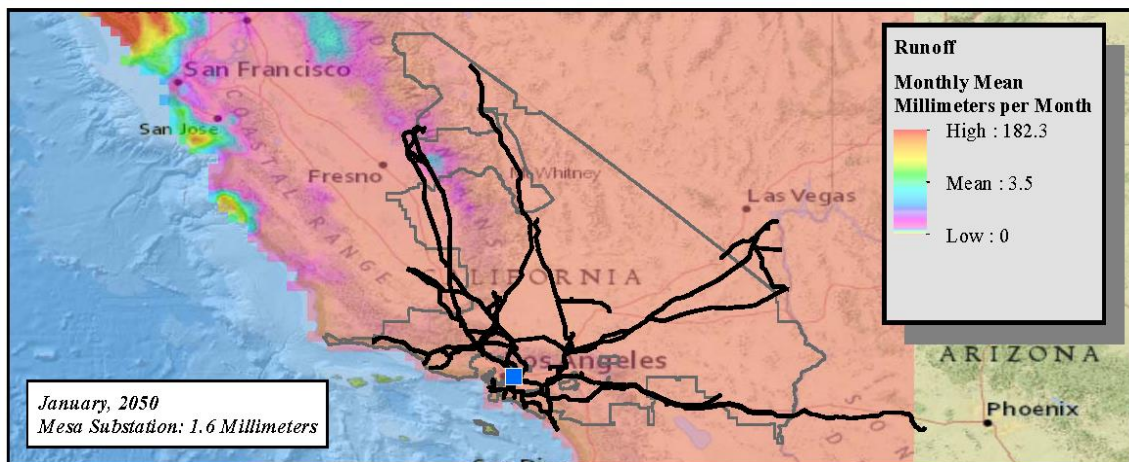 San Francisco
San Jose
COASTAL RANGE
Fresno
Mt Whitney
Las Vegas
CALIFORNIA
Los Angeles
ARIZONA
Phoenix
Runoff
Monthly Mean
Millimeters per Month
High : 182.3
Mean : 3.5
Low : 0
January, 2050
Mesa Substation: 1.6 Millimeters